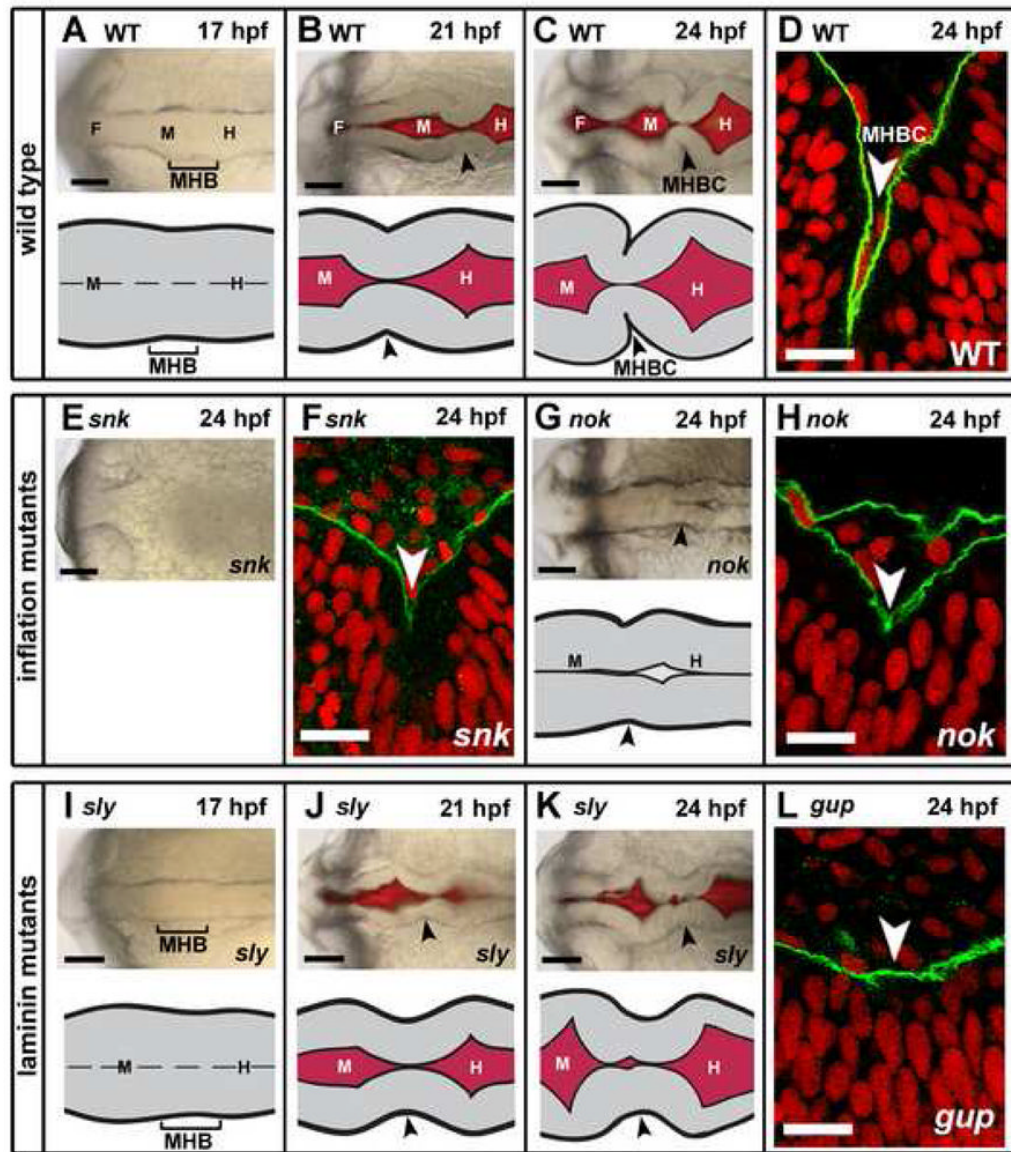 wild type
A WT 17 hpf
F M H
MHB
M H
MHB
B WT 21 hpf
F M H
M H
C WT 24 hpf
F M H
MHBC
M H
MHBC
D WT 24 hpf
MHBC
WT
inflation mutants
E snk 24 hpf
snk
F snk 24 hpf
snk
G nok 24 hpf
nok
M H
H nok 24 hpf
nok
laminin mutants
I sly 17 hpf
MHB
sly
M H
MHB
J sly 21 hpf
sly
M H
K sly 24 hpf
sly
M H
L gup 24 hpf
gup